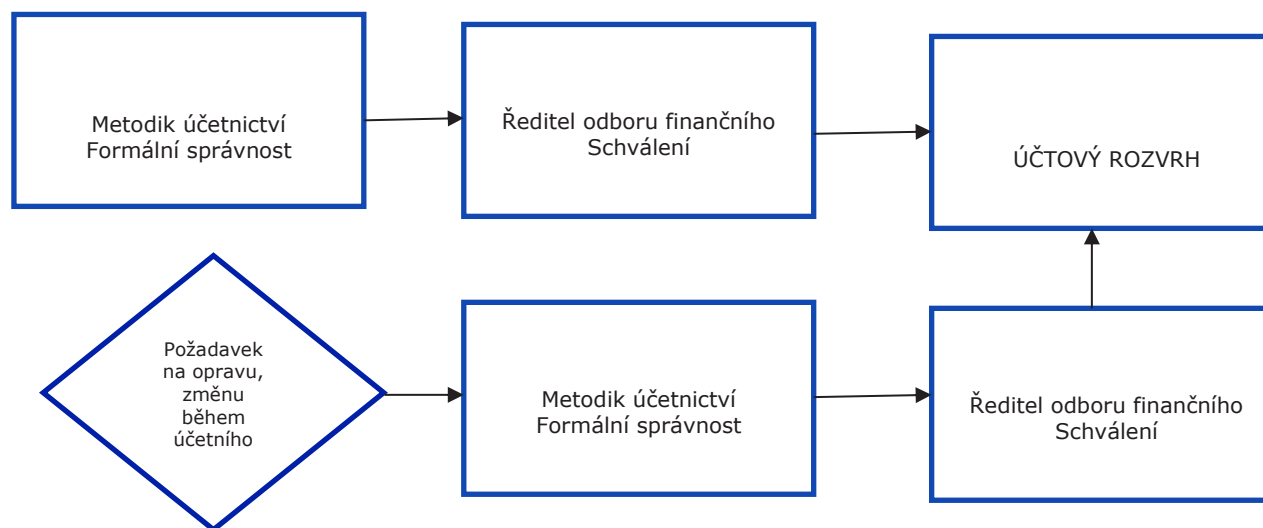 Metodik účetnictví
Formální správnost
Ředitel odboru finančního
Schválení
ÚČTOVÝ ROZVRH
Požadavek
na opravu,
změnu
během
účetního
Metodik účetnictví
Formální správnost
Ředitel odboru finančního
Schválení